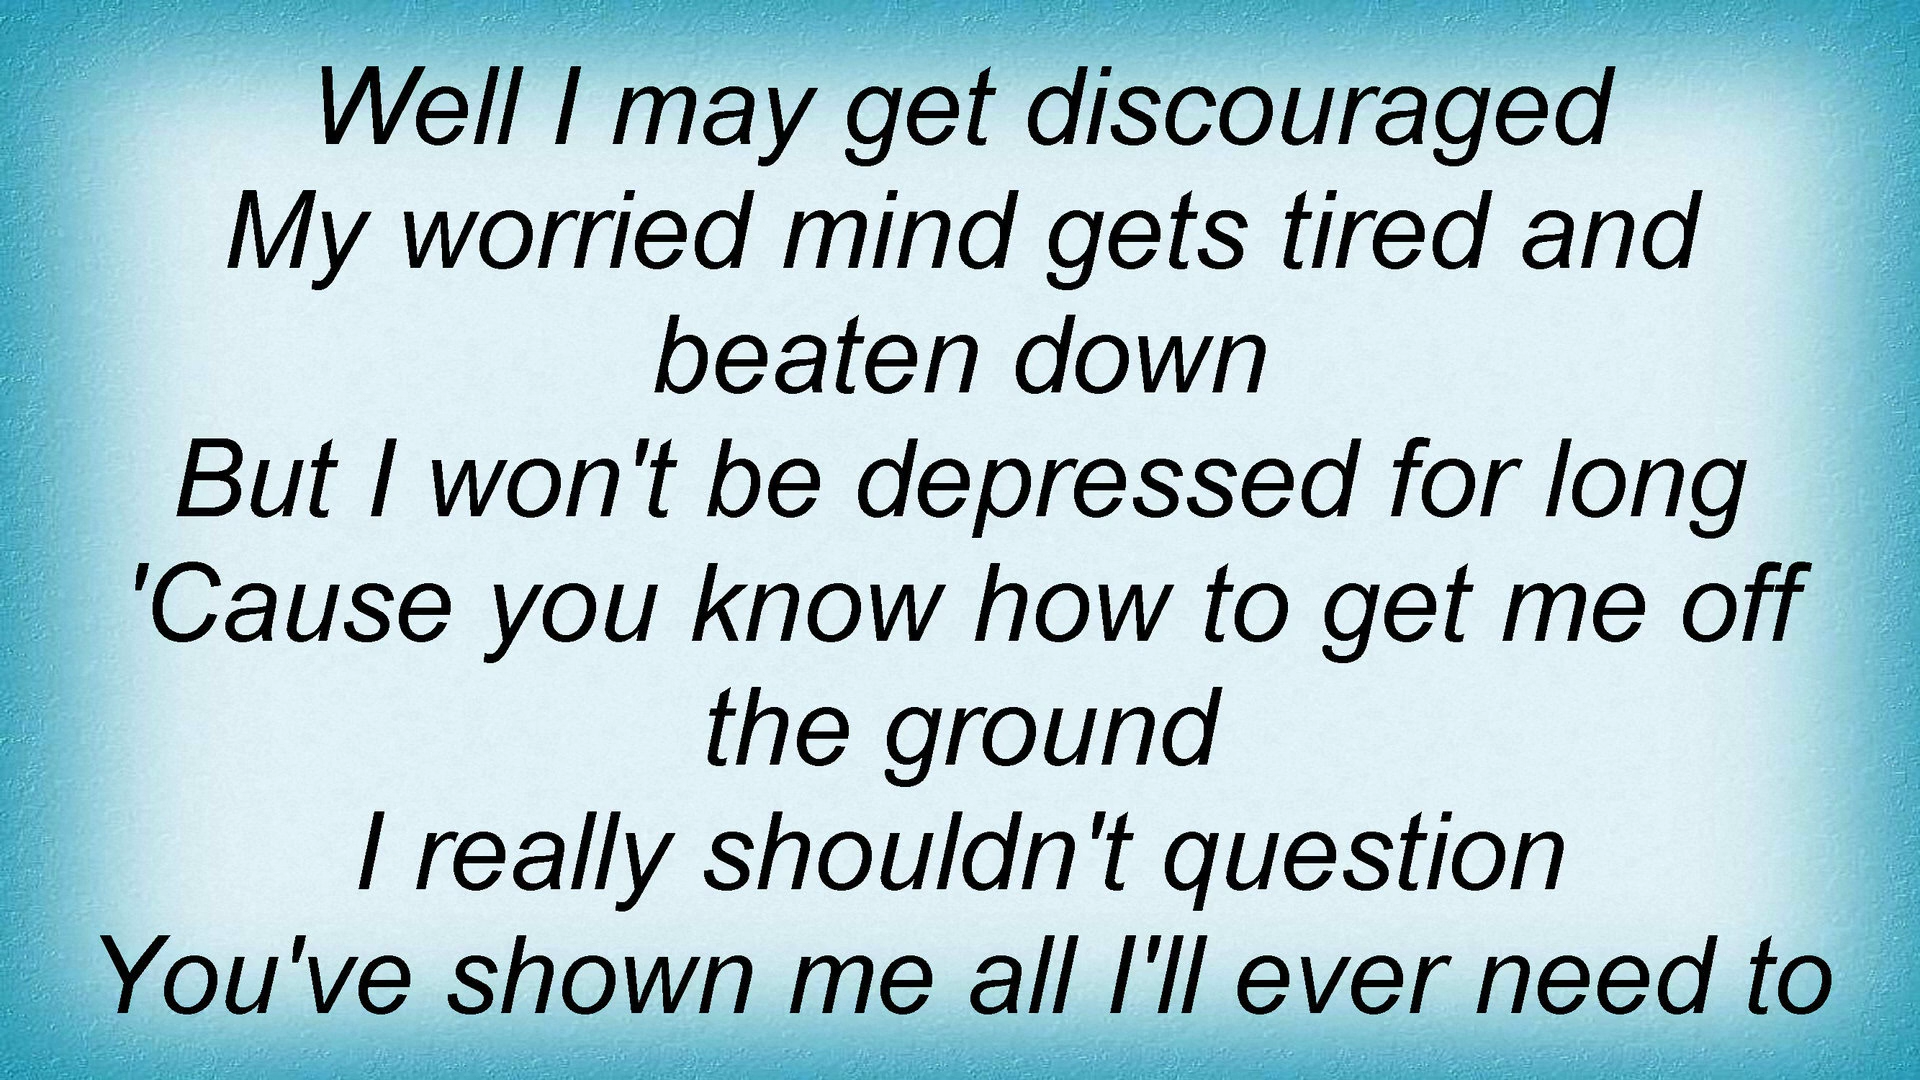 Well I may get discouraged
My worried mind gets tired and
beaten down
But I won't be depressed for long
'Cause you know how to get me off
the ground
I really shouldn't question
You've shown me all I'll ever need to